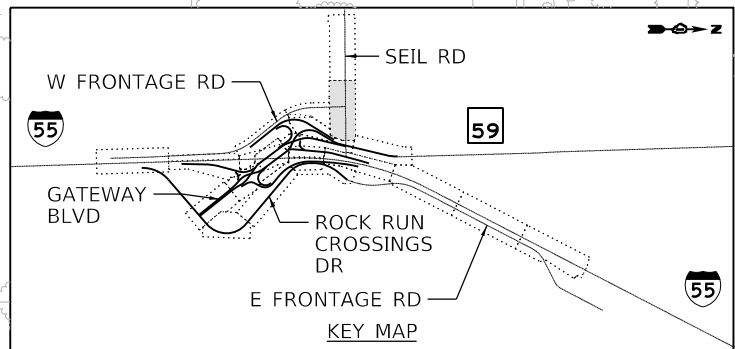 Z
SEIL RD
W FRONTAGE RD
55
59
GATEWAY
BLVD
ROCK RUN
CROSSINGS
DR
E FRONTAGE RD
55
KEY MAP